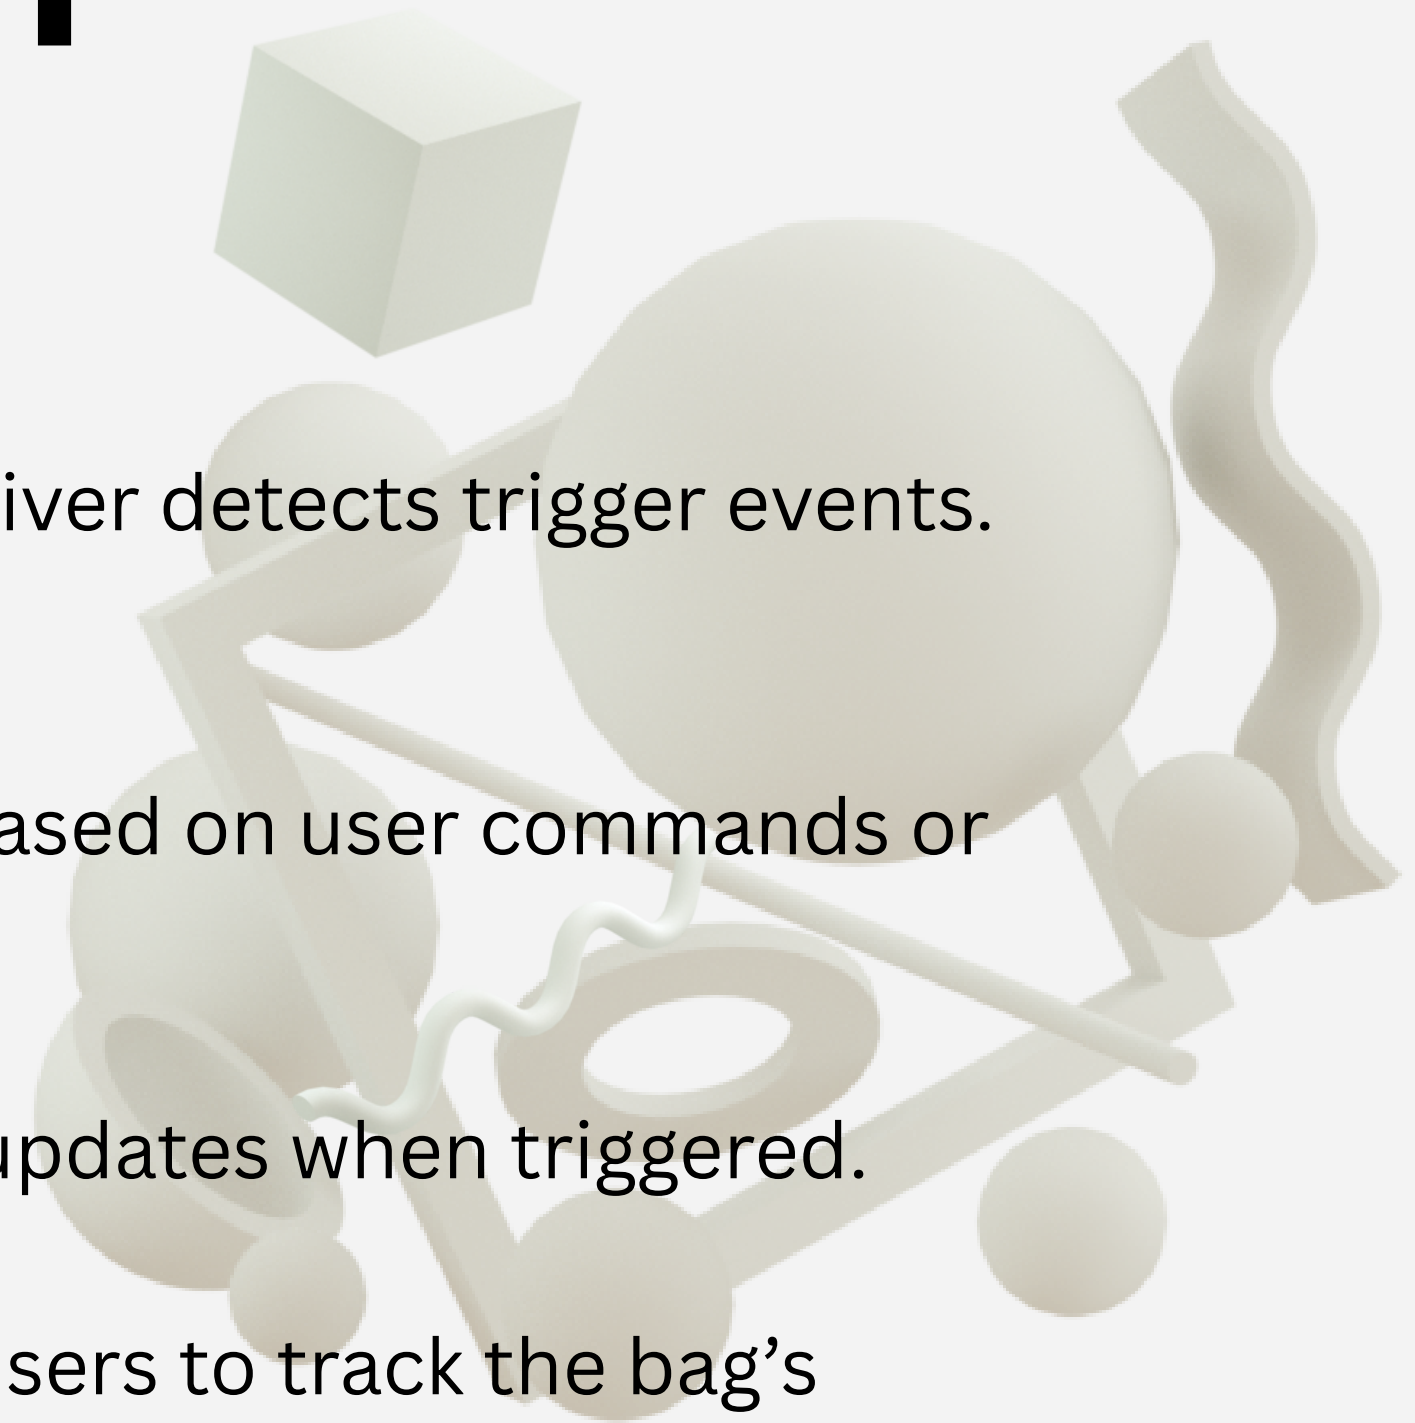 iver detects trigger events.
ased on user commands or
updates when triggered.
sers to track the bag’s